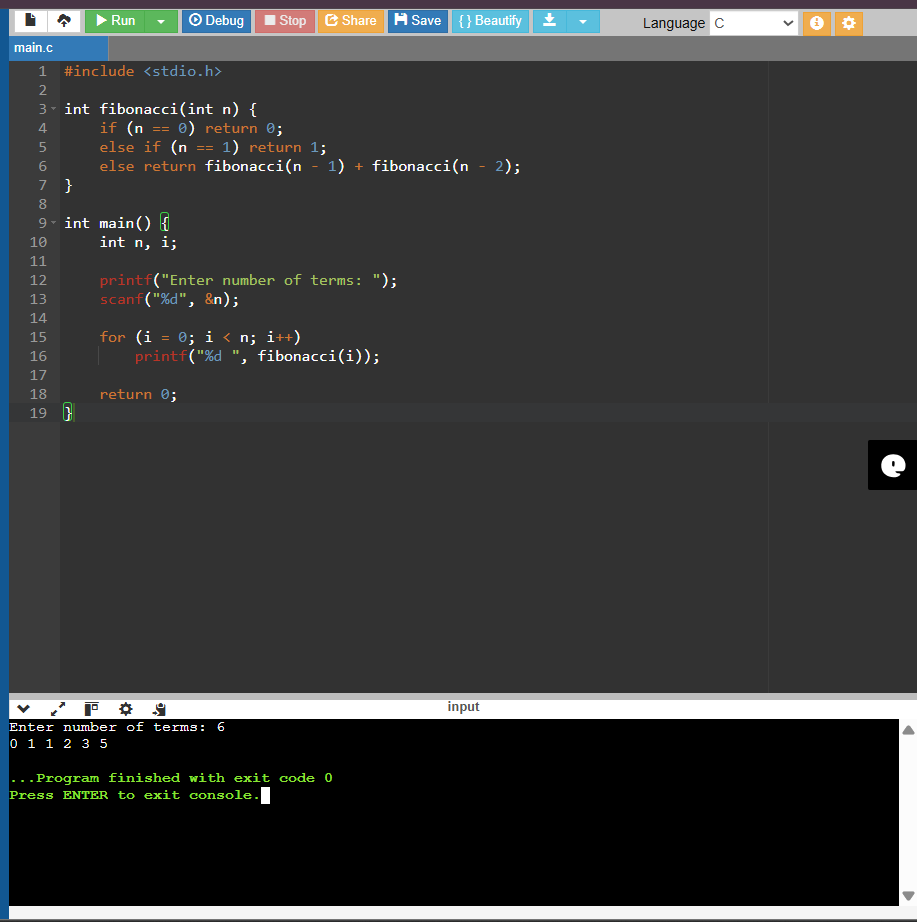 Run Debug Stop Share Save { } Beautify Language C
main.c
1 #include <stdio.h>
2
3 int fibonacci(int n) {
4     if (n == 0) return 0;
5     else if (n == 1) return 1;
6     else return fibonacci(n - 1) + fibonacci(n - 2);
7 }
8
9 int main() {
10     int n, i;
11
12     printf("Enter number of terms: ");
13     scanf("%d", &n);
14
15     for (i = 0; i < n; i++)
16         printf("%d ", fibonacci(i));
17
18     return 0;
19 }
input
Enter number of terms: 6
0 1 1 2 3 5
...Program finished with exit code 0
Press ENTER to exit console.